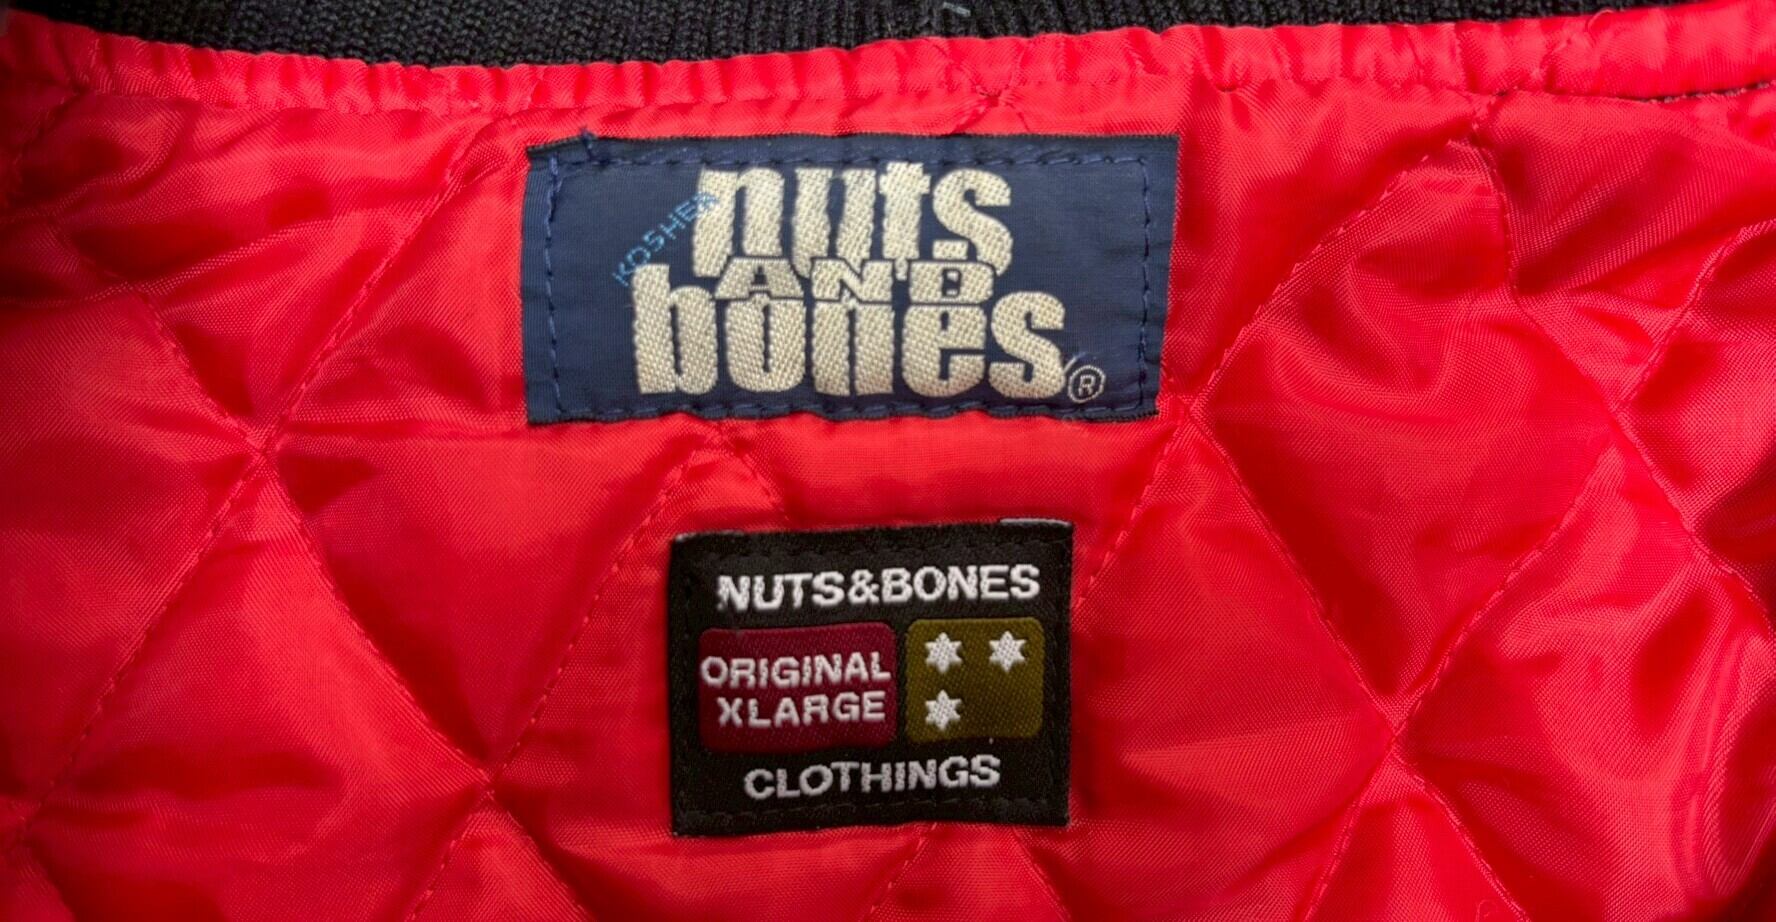 KOSHER
nuts
AND
bones®
NUTS&BONES
ORIGINAL
XLARGE
CLOTHINGS